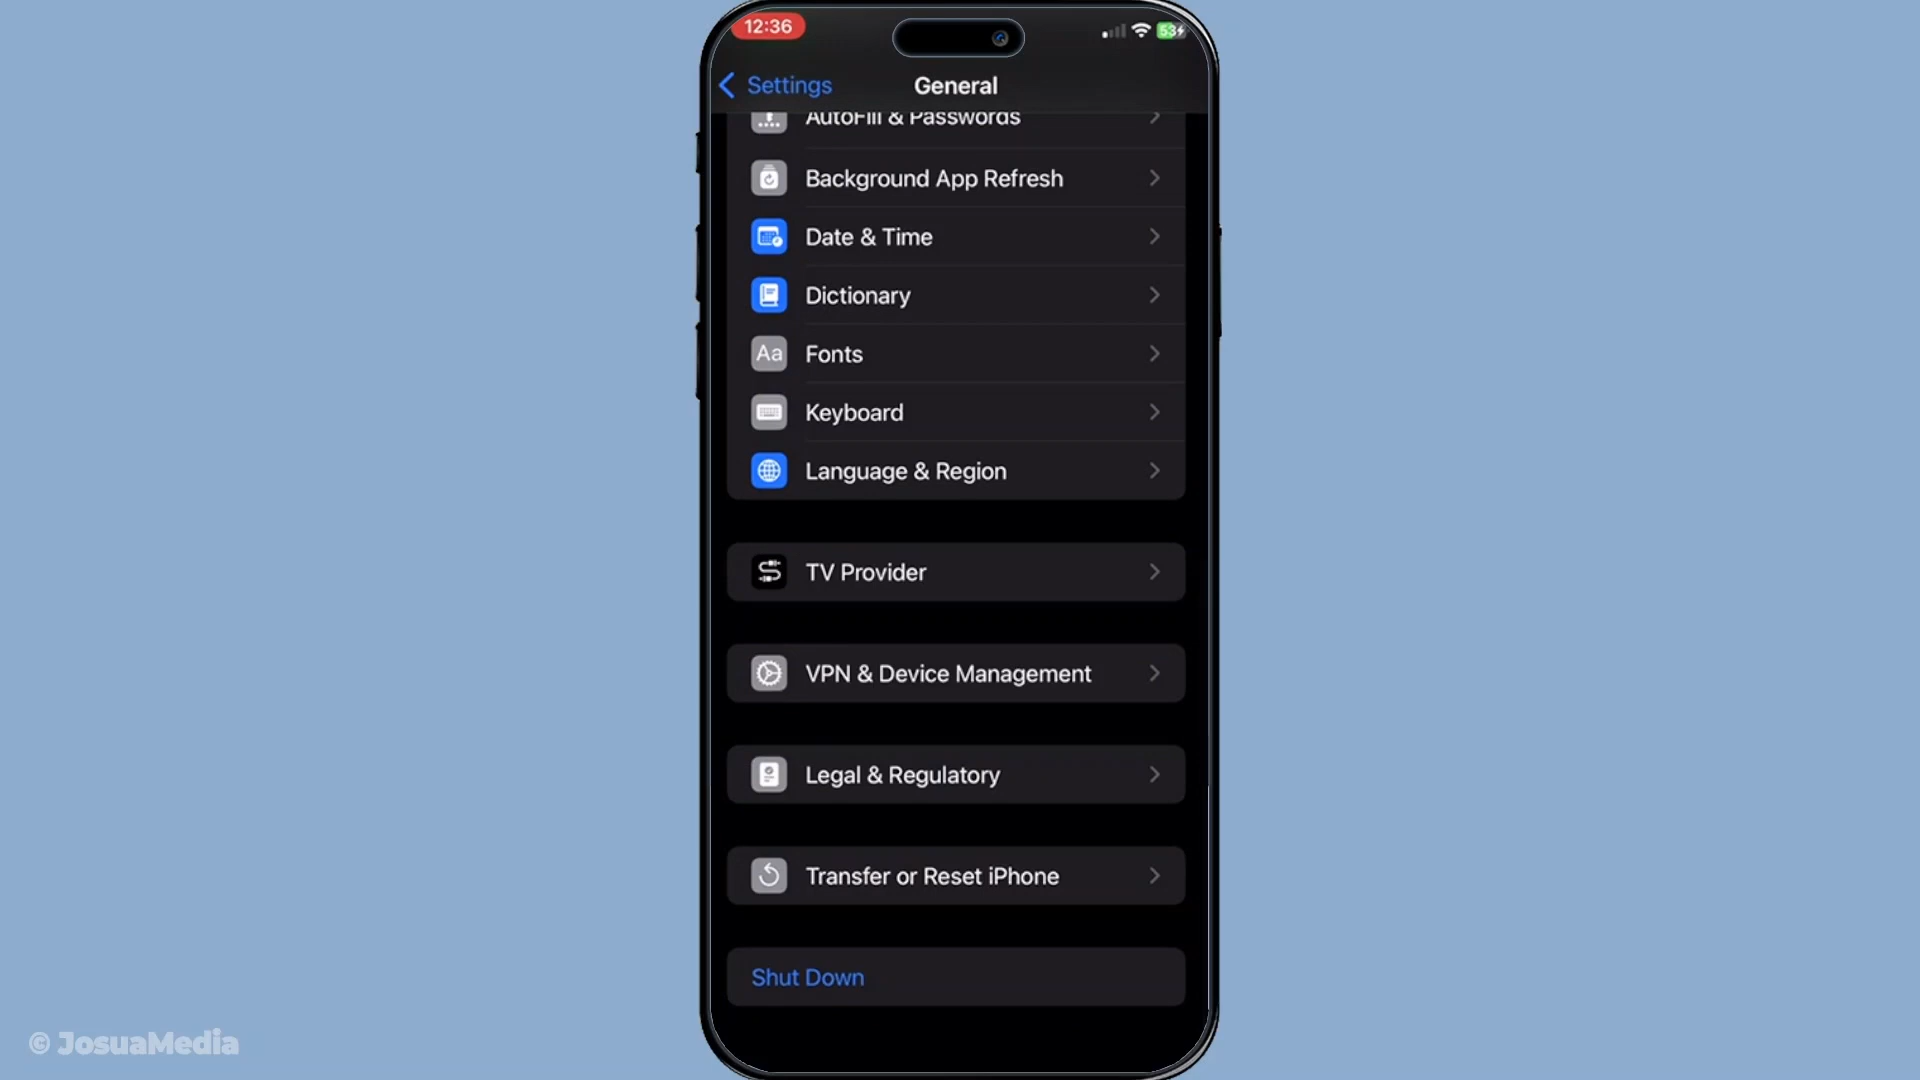 12:36
53
Settings
General
AutoFill & Passwords
Background App Refresh
Date & Time
Dictionary
Aa
Fonts
Keyboard
Language & Region
TV Provider
VPN & Device Management
Legal & Regulatory
Transfer or Reset iPhone
Shut Down
© JosuaMedia